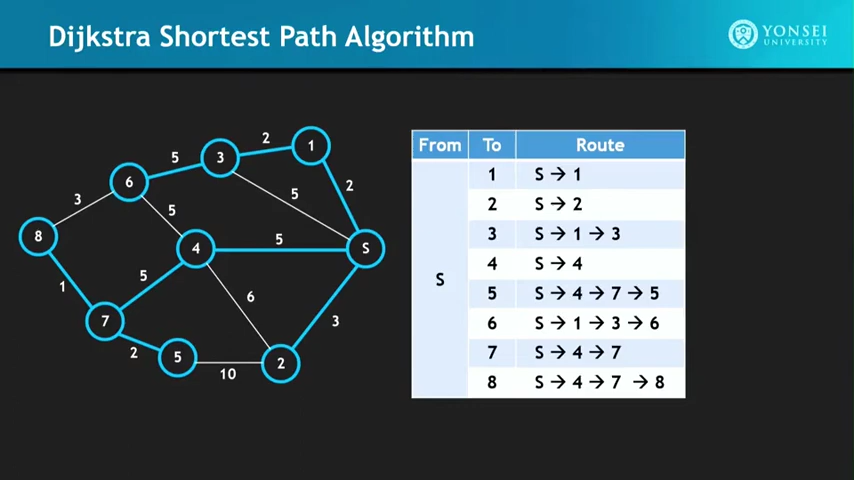 Dijkstra Shortest Path Algorithm
YONSEI
UNIVERSITY
From To Route
S
1 S → 1
2 S → 2
3 S → 1 → 3
4 S → 4
5 S → 4 → 7 → 5
6 S → 1 → 3 → 6
7 S → 4 → 7
8 S → 4 → 7 → 8
2
1
5
3
2
6
3
5
5
8
4
5
S
5
6
1
3
7
2
5
2
10